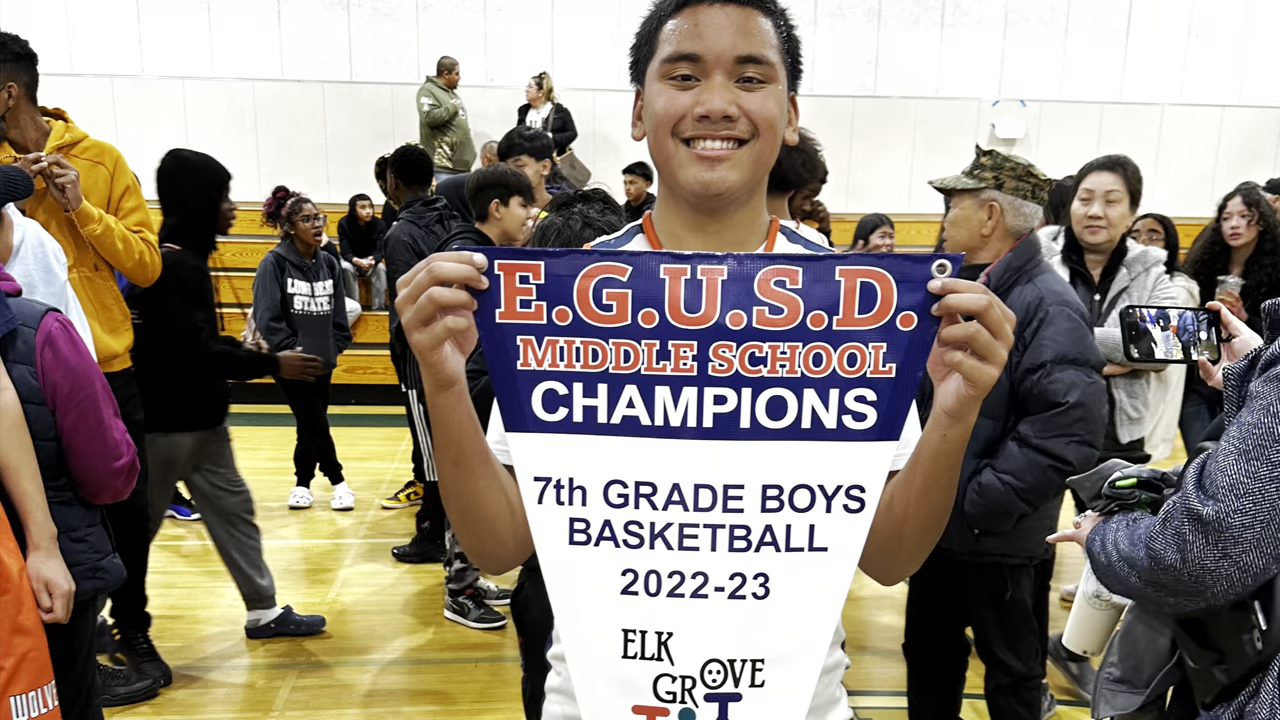 E.G.U.S.D.
MIDDLE SCHOOL
CHAMPIONS
7th GRADE BOYS
BASKETBALL
2022-23
ELK
GROVE
LONG BEACH
STATE
WOLVE